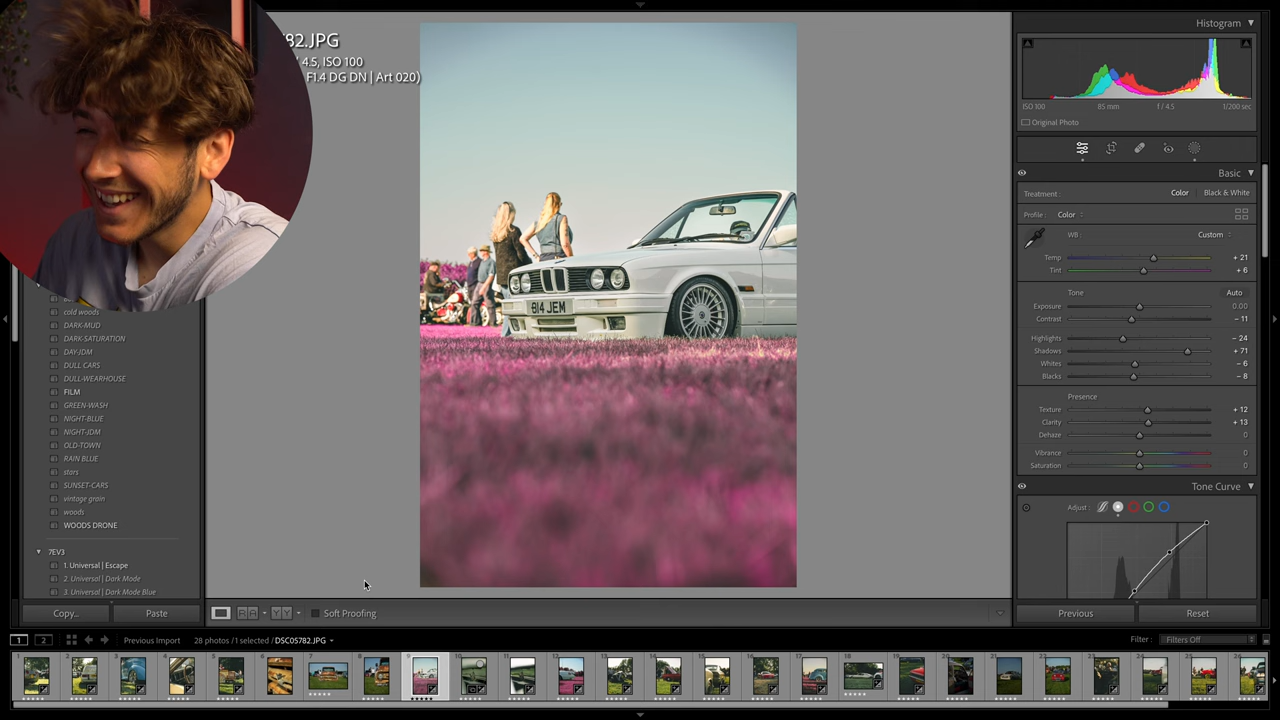 82.JPG
4.5, ISO 100
F1.4 DG DN | Art 020)
cold woods
DARK-MUD
DARK-SATURATION
DAY-JDM
DULL CARS
DULL-WEARHOUSE
FILM
GREEN-WASH
NIGHT-BLUE
NIGHT-JDM
OLD-TOWN
RAIN BLUE
stars
SUNSET-CARS
vintage grain
woods
WOODS DRONE
7EV3
1. Universal | Escape
2. Universal | Dark Mode
3. Universal | Dark Mode Blue
Copy...
Paste
814 JEM
Soft Proofing
Histogram
ISO 100 85 mm f / 4.5 1/200 sec
Original Photo
Basic
Treatment : Color Black & White
Profile : Color
WB : Custom
Temp + 21
Tint + 6
Tone Auto
Exposure 0.00
Contrast − 11
Highlights − 24
Shadows + 71
Whites − 6
Blacks − 8
Presence
Texture + 12
Clarity + 13
Dehaze 0
Vibrance 0
Saturation 0
Tone Curve
Adjust :
Previous
Reset
1 2 Previous Import 28 photos / 1 selected / DSC05782.JPG
Filter : Filters Off